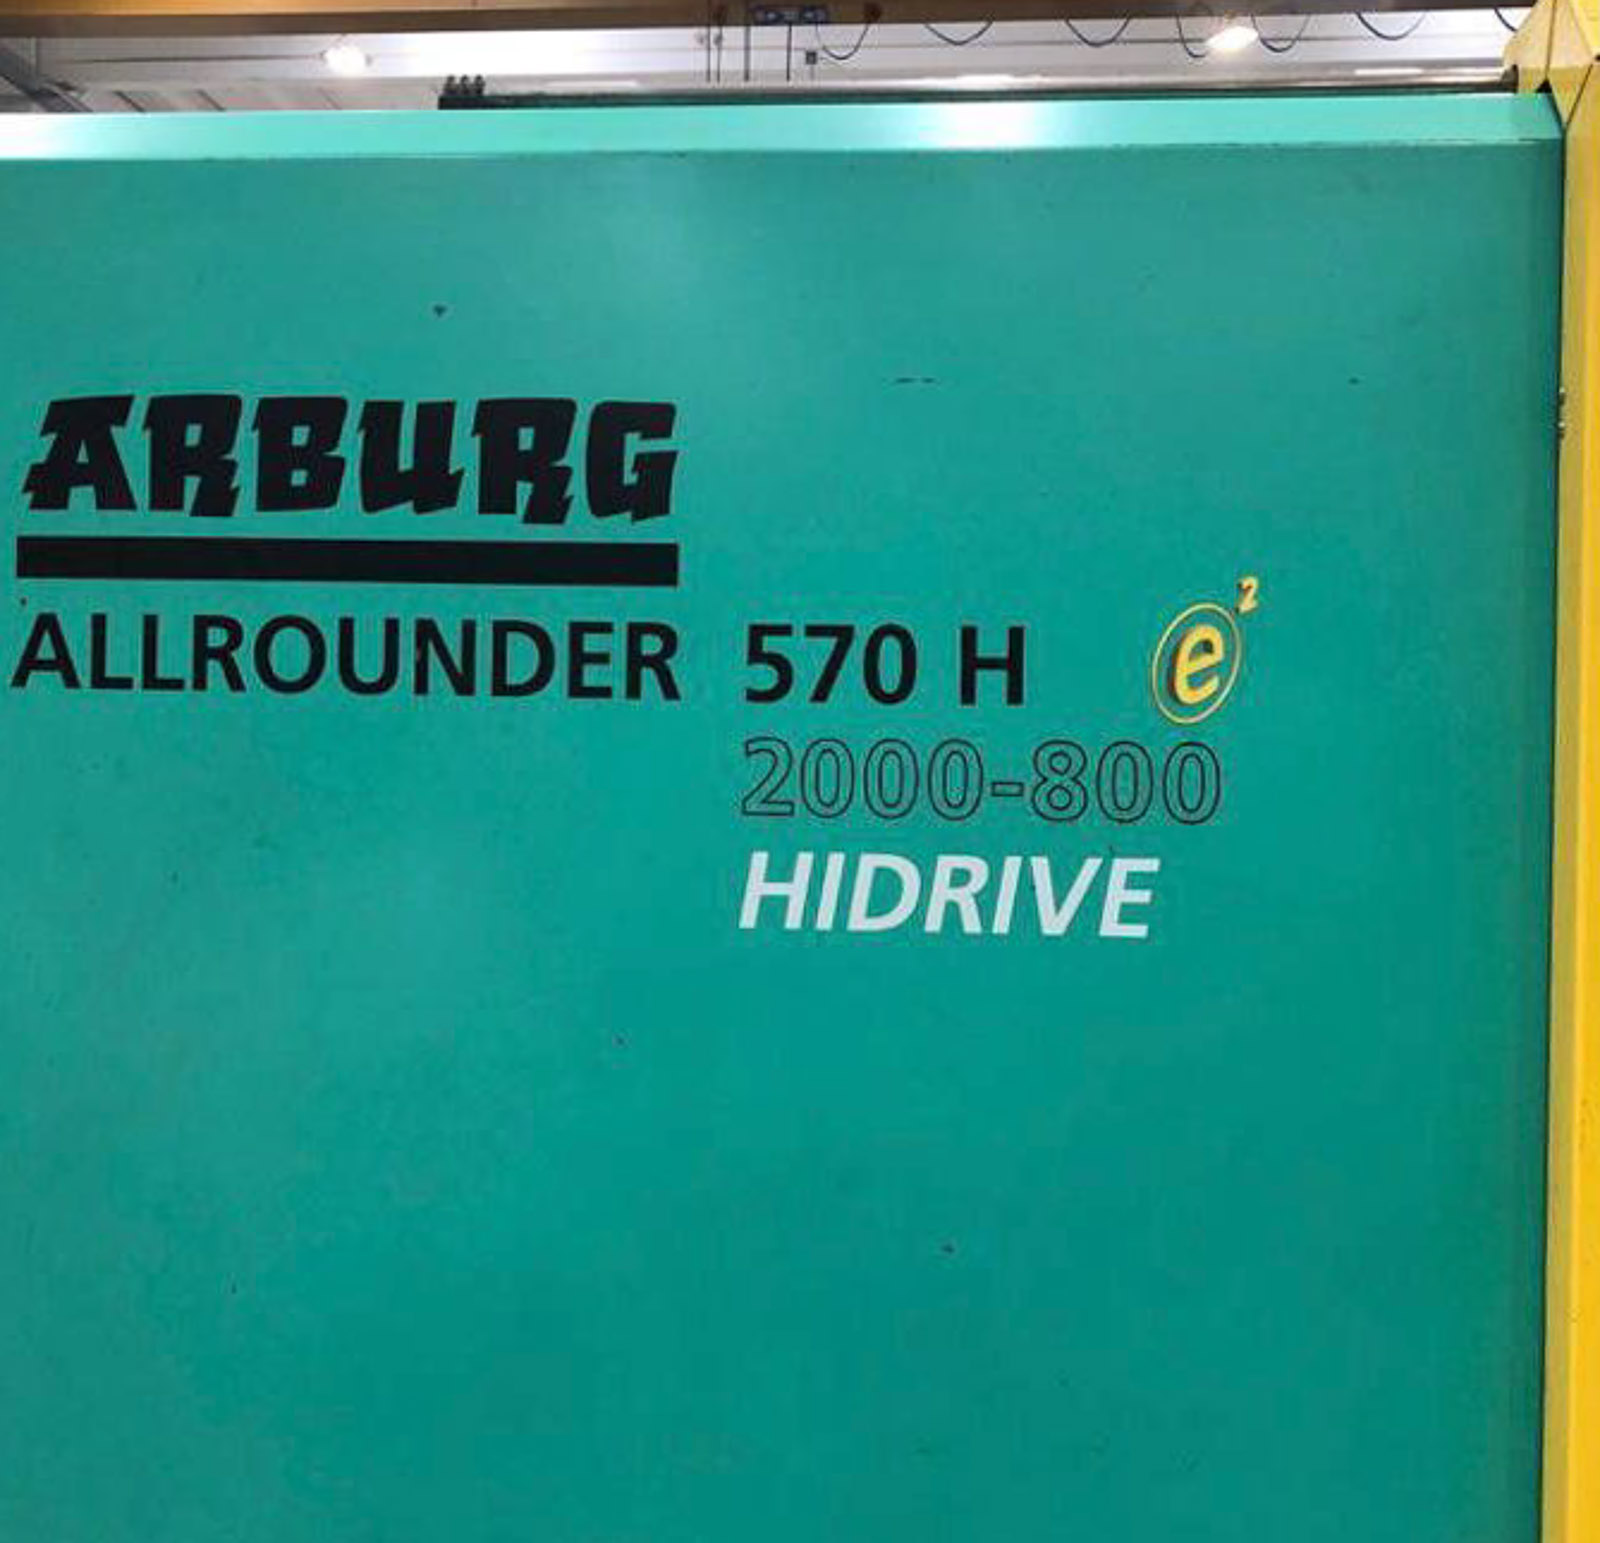 ARBURG
ALLROUNDER 570 H e²
2000-800
HIDRIVE